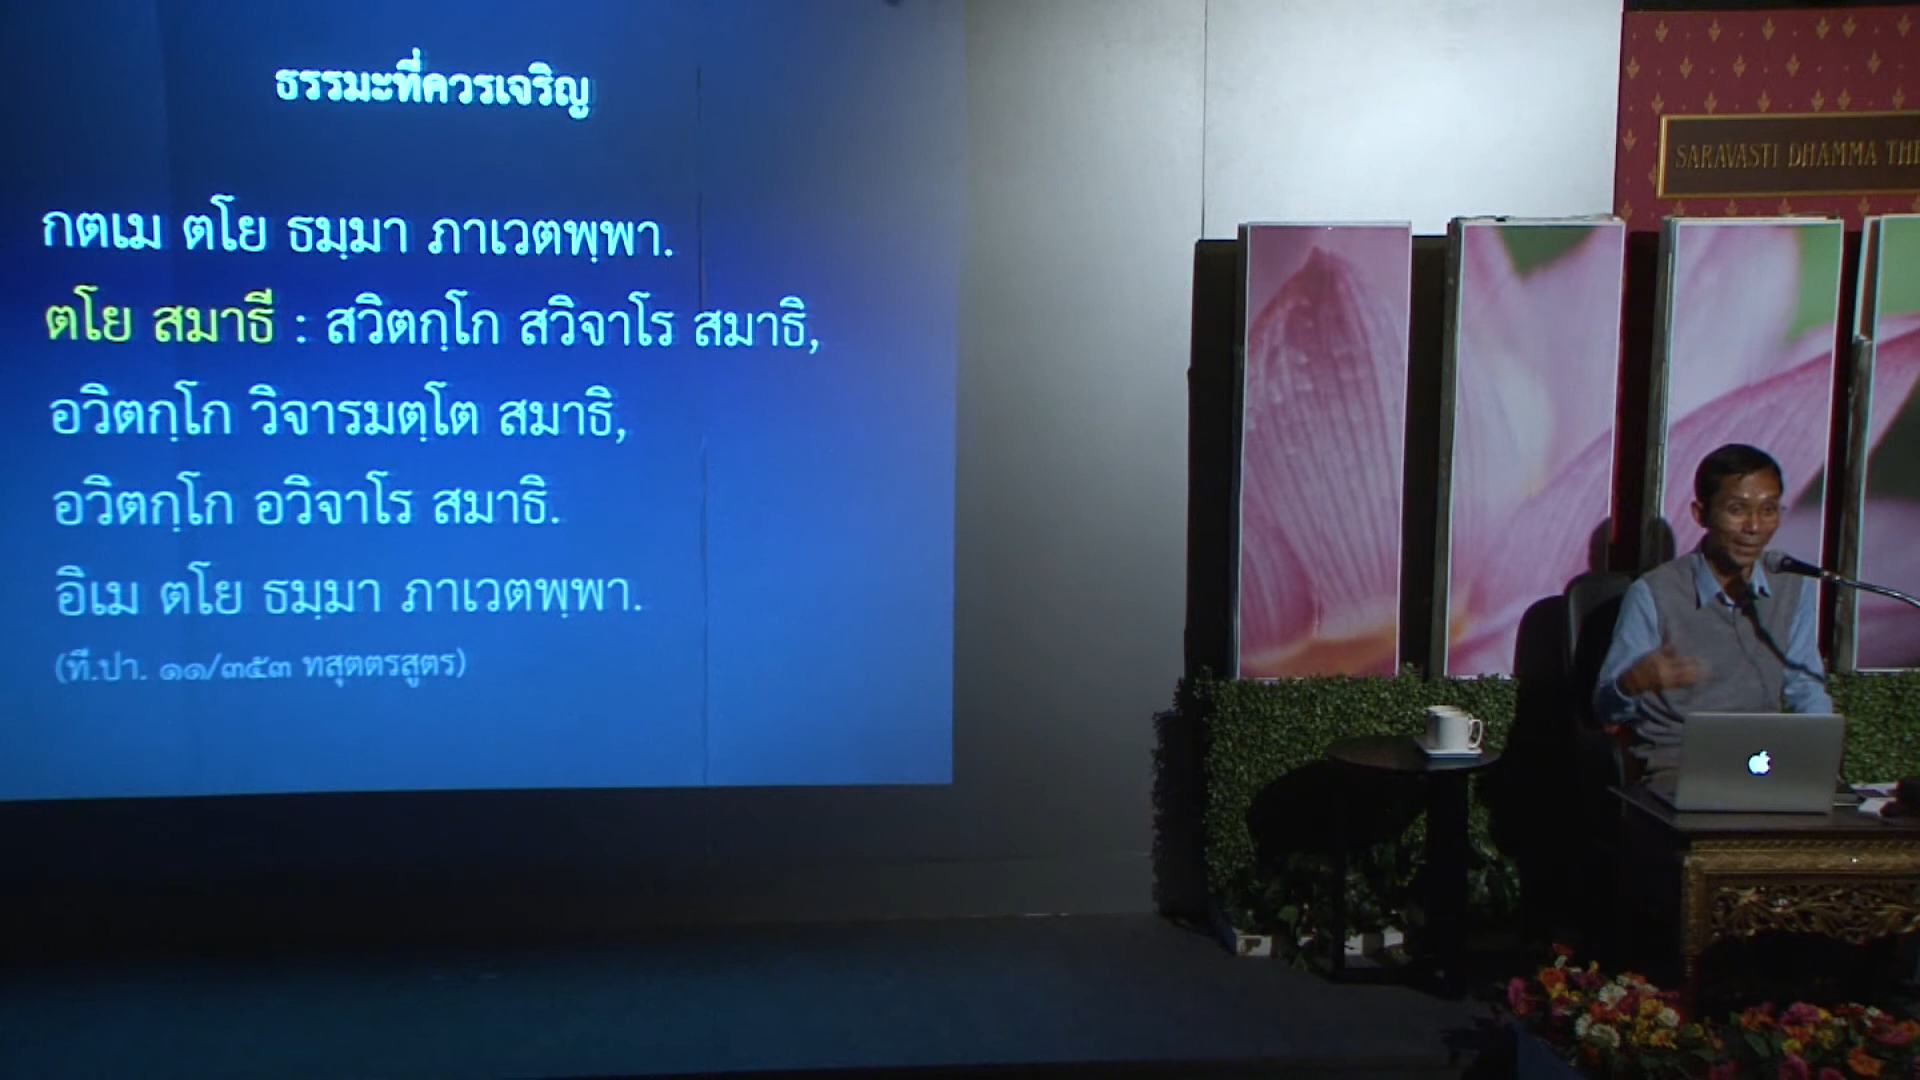 ธรรมะที่ควรเจริญ
กตเม ตโย ธมฺมา ภาเวตพฺพา.
ตโย สมาธี : สวิตกฺโก สวิจาโร สมาธิ,
อวิตกฺโก วิจารมตฺโต สมาธิ,
อวิตกฺโก อวิจาโร สมาธิ.
อิเม ตโย ธมฺมา ภาเวตพฺพา.
(ที.ปา. ๑๑/๓๕๓ ทสุตตรสูตร)
SARAVASTI DHAMMA THE